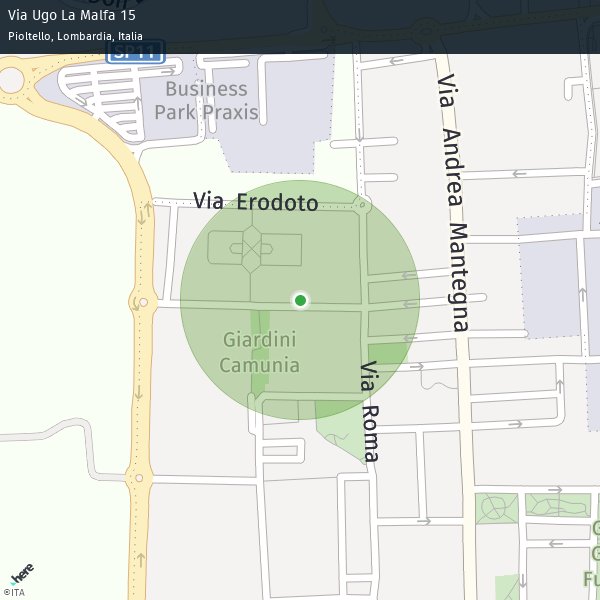 Via Ugo La Malfa 15
Pioltello, Lombardia, Italia
SP11
Business
Park Praxis
Via Andrea Mantegna
Via Erodoto
Giardini
Camunia
Via Roma
G
G
Fu
here
©ITA